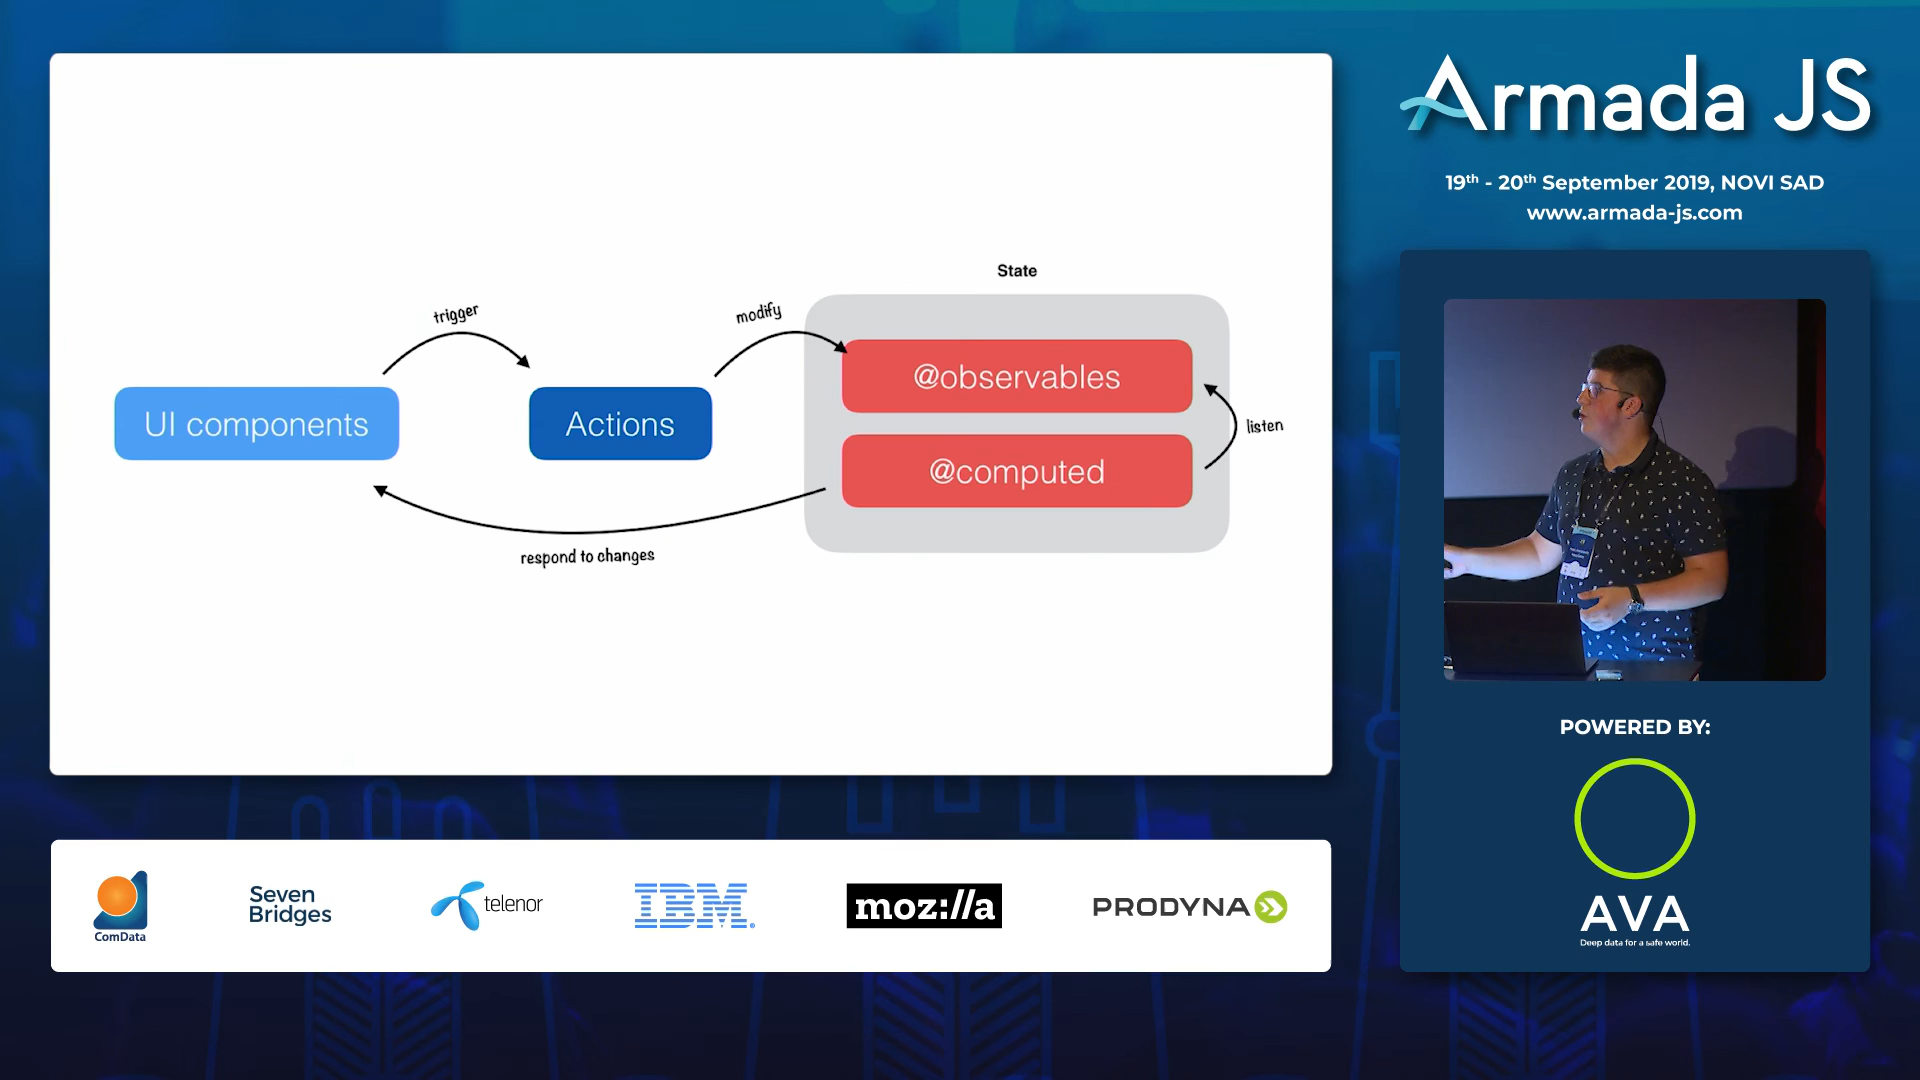 State
trigger
modify
UI components
Actions
@observables
@computed
listen
respond to changes
Armada JS
19th - 20th September 2019, NOVI SAD
www.armada-js.com
POWERED BY:
AVA
Deep data for a safe world.
ComData
Seven
Bridges
telenor
IBM
moz://a
PRODYNA